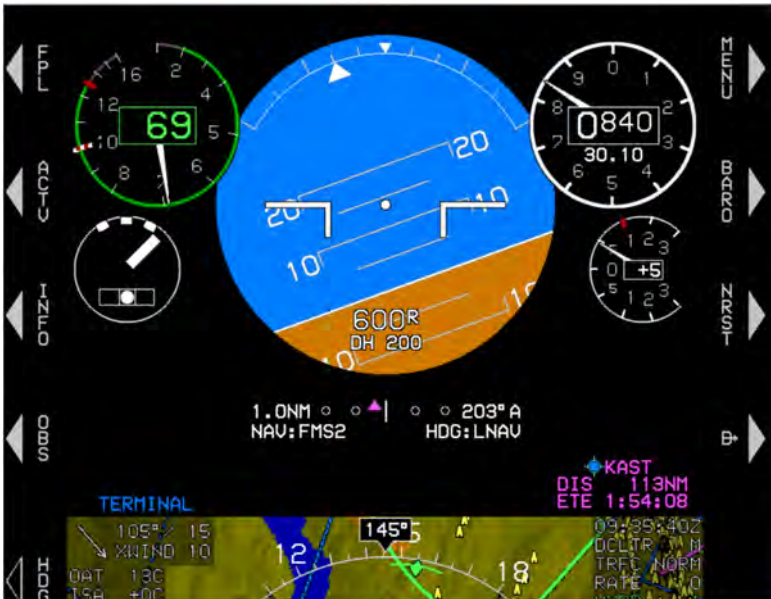 FPL
ACTV
INFO
OBS
HDG
MENU
BARO
NRST
D
16
2
4
5
6
7
8
10
12
69
0
1
2
3
4
5
6
7
8
9
0840
30.10
1
2
3
0
5
1
2
3
+5
20
20
10
10
10
10
600R
DH 200
1.0NM
203°A
NAV:FMS2
HDG:LNAV
KAST
DIS 113NM
ETE 1:54:08
TERMINAL
105°/ 15
XWIND 10
OAT 13C
ISA +0C
12
145°
15
18
09:39:40Z
DCLTR M
TRFC NORM
RATE 0